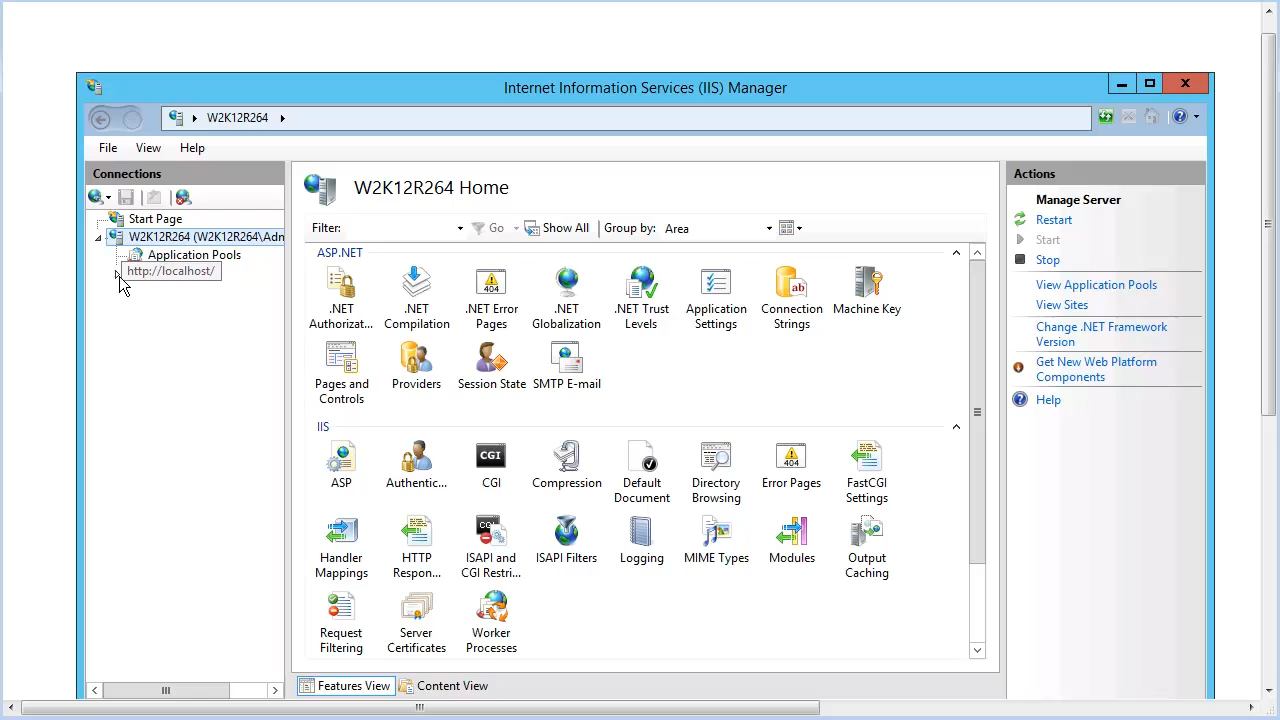 Internet Information Services (IIS) Manager
W2K12R264
File View Help
Connections
Start Page
W2K12R264 (W2K12R264\Adn
Application Pools
http://localhost/
W2K12R264 Home
Filter: Go Show All Group by: Area
ASP.NET
.NET Authorizat...
.NET Compilation
.NET Error Pages
.NET Globalization
.NET Trust Levels
Application Settings
Connection Strings
Machine Key
Pages and Controls
Providers
Session State
SMTP E-mail
IIS
ASP
Authentic...
CGI
CGI
Compression
Default Document
Directory Browsing
404
Error Pages
FastCGI Settings
Handler Mappings
HTTP Respon...
ISAPI and CGI Restri...
ISAPI Filters
Logging
MIME Types
Modules
Output Caching
Request Filtering
Server Certificates
Worker Processes
Features View
Content View
Actions
Manage Server
Restart
Start
Stop
View Application Pools
View Sites
Change .NET Framework
Version
Get New Web Platform
Components
Help